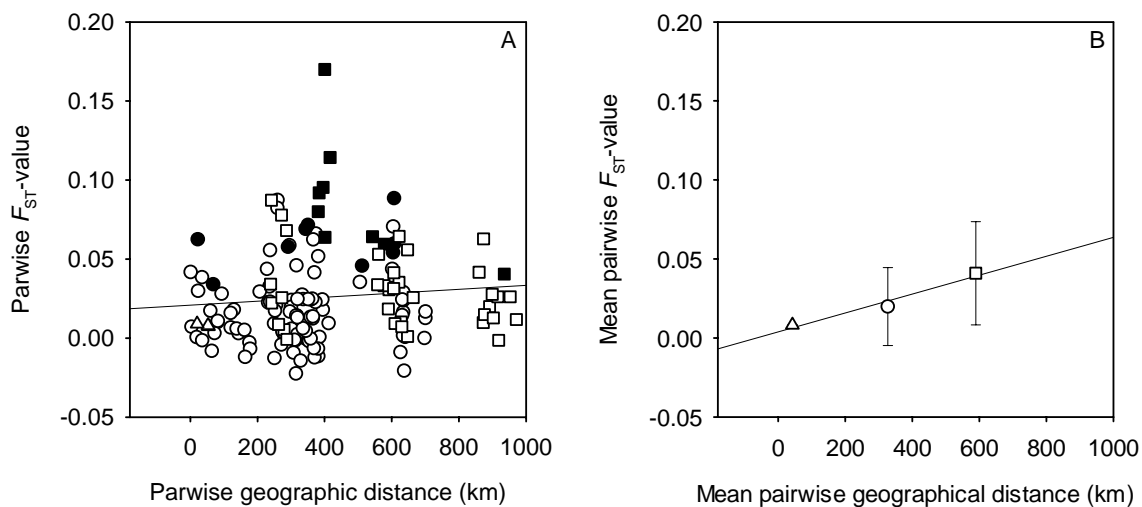 0.20
0.15
0.10
0.05
0.00
-0.05
A
Parwise FST-value
0 200 400 600 800 1000
Parwise geographic distance (km)
0.20
0.15
0.10
0.05
0.00
-0.05
B
Mean pairwise FST-value
0 200 400 600 800 1000
Mean pairwise geographical distance (km)